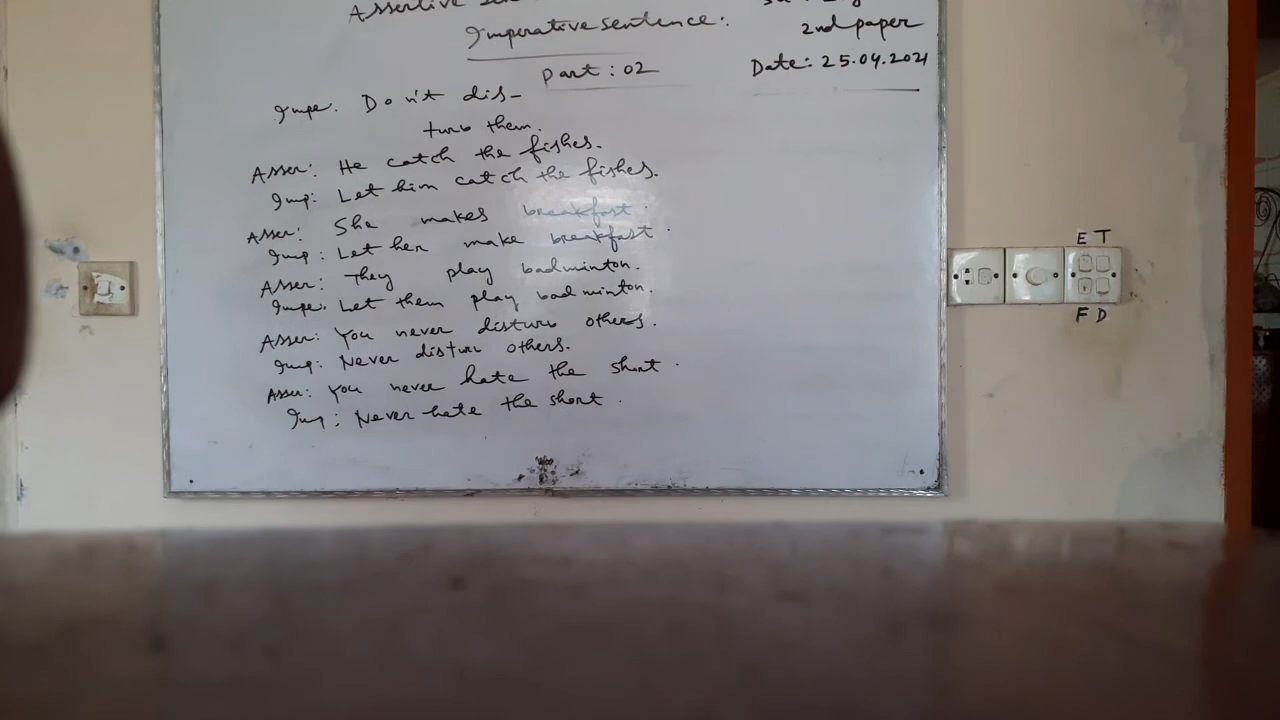 Assertive
Imperative sentence:
2nd paper
Part: 02
Date: 25.04.2021
Impe. Don't dis-
turb them.
Asser: He catch the fishes.
Imp: Let him catch the fishes.
Asser: She makes breakfast.
Imp: Let her make breakfast.
Asser: They play badminton.
Impe. Let them play badminton.
Asser: You never disturb others.
Imp: Never disturb others.
Asser: You never hate the short.
Imp: Never hate the short.
E T
F D